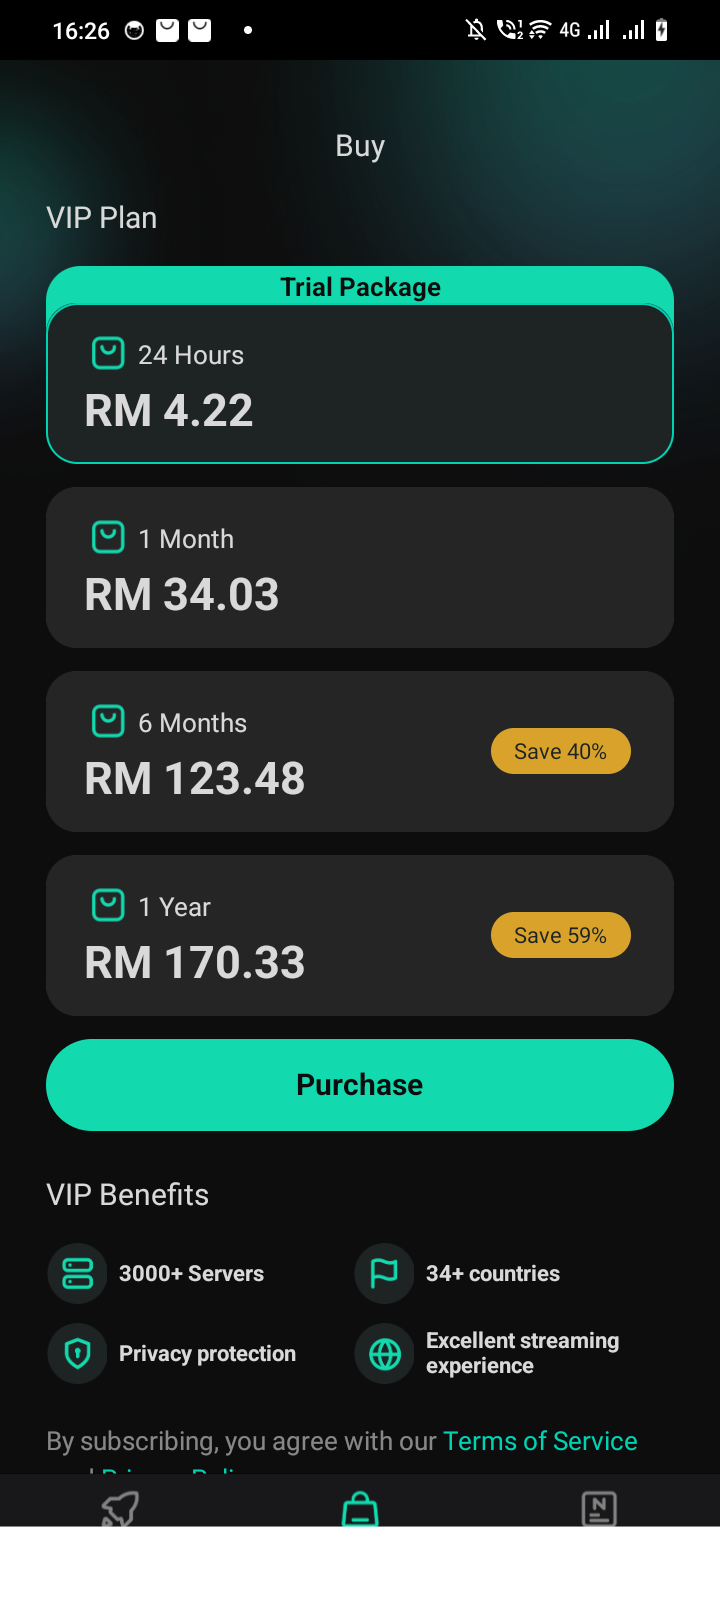 16:26
4G
Buy
VIP Plan
Trial Package
24 Hours
RM 4.22
1 Month
RM 34.03
6 Months
RM 123.48
Save 40%
1 Year
RM 170.33
Save 59%
Purchase
VIP Benefits
3000+ Servers
34+ countries
Privacy protection
Excellent streaming
experience
By subscribing, you agree with our Terms of Service